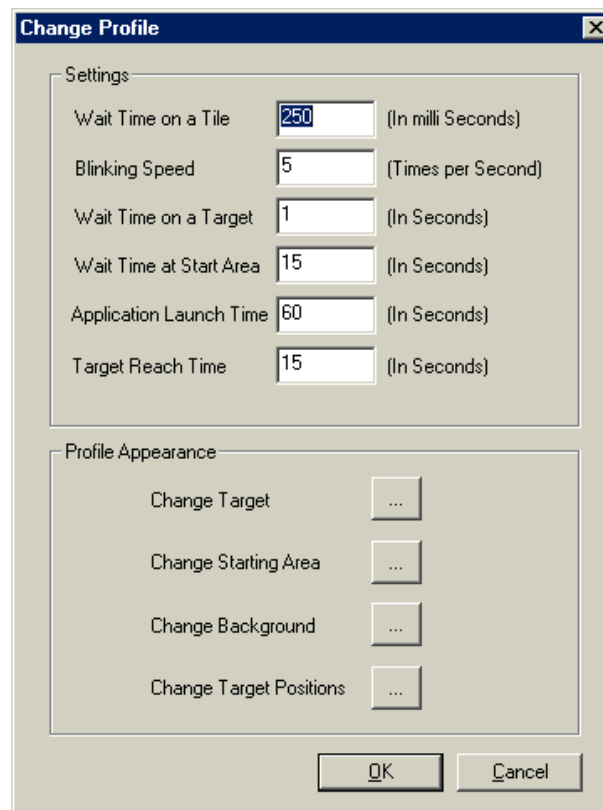 Change Profile
Settings
Wait Time on a Tile 250 (In milli Seconds)
Blinking Speed 5 (Times per Second)
Wait Time on a Target 1 (In Seconds)
Wait Time at Start Area 15 (In Seconds)
Application Launch Time 60 (In Seconds)
Target Reach Time 15 (In Seconds)
Profile Appearance
Change Target ...
Change Starting Area ...
Change Background ...
Change Target Positions ...
OK Cancel